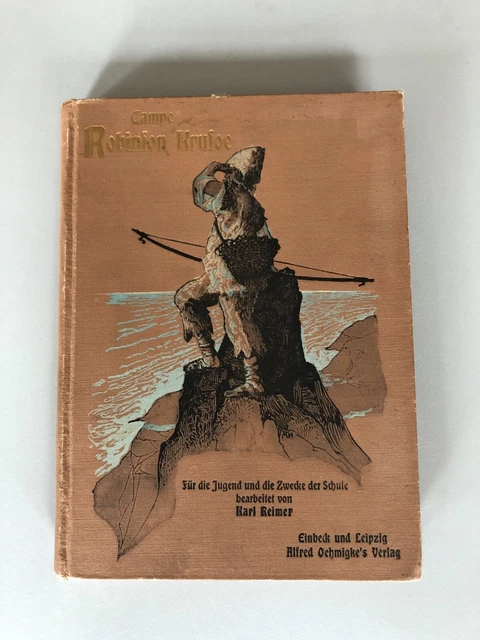 Campe
Robinson Krusoe
Für die Jugend und die Zwecke der Schule
bearbeitet von
Karl Reimer
Einbeck und Leipzig
Alfred Oehmigke's Verlag